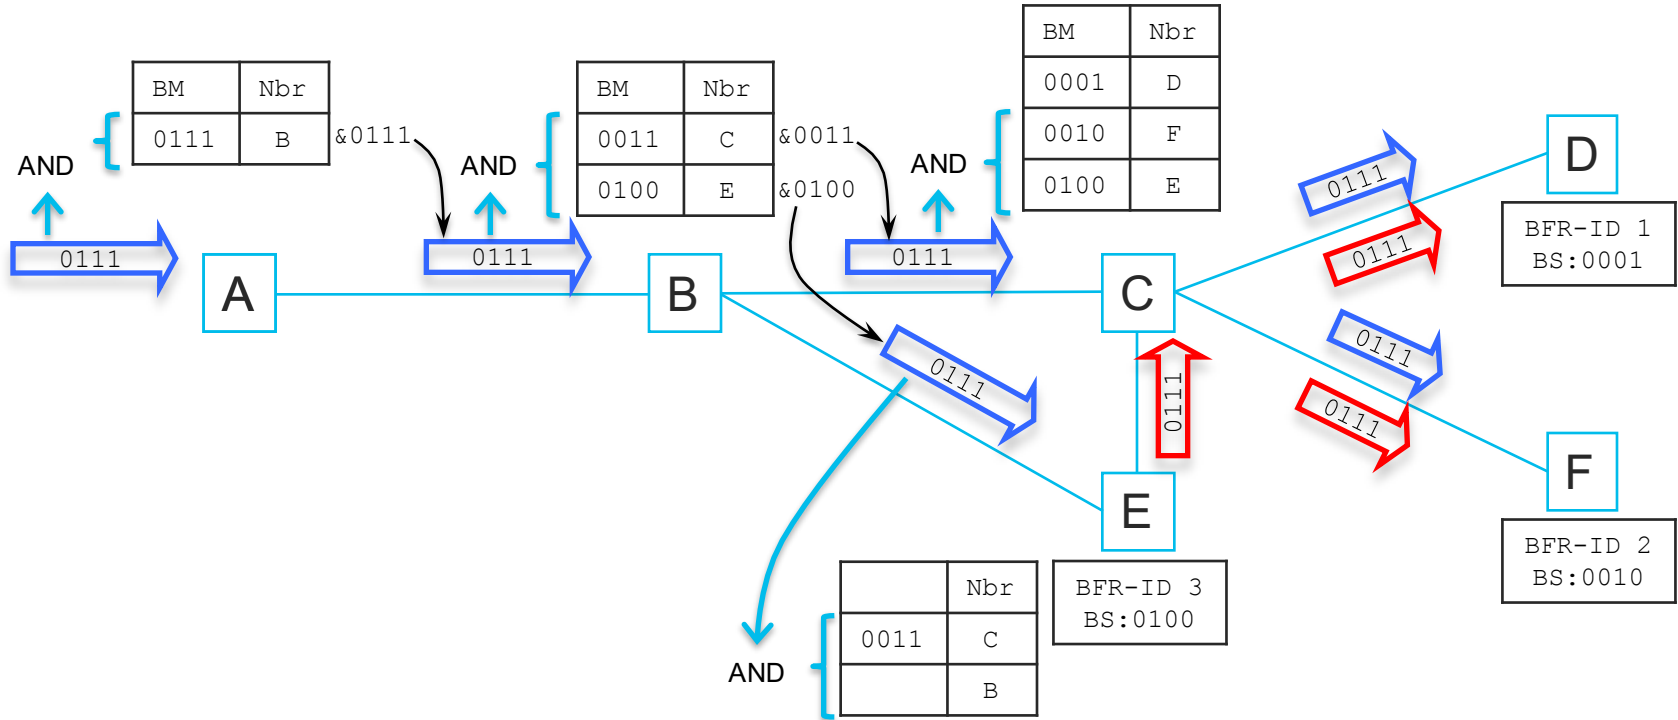 BM Nbr
0111 B &0111
AND
0111
A
BM Nbr
0011 C &0011
0100 E &0100
AND
0111
B
BM Nbr
0001 D
0010 F
0100 E
AND
0111
C
0111
0111
D
BFR-ID 1
BS:0001
0111
0111
F
BFR-ID 2
BS:0010
0111
0111
E
BFR-ID 3
BS:0100
AND
Nbr
0011 C
B